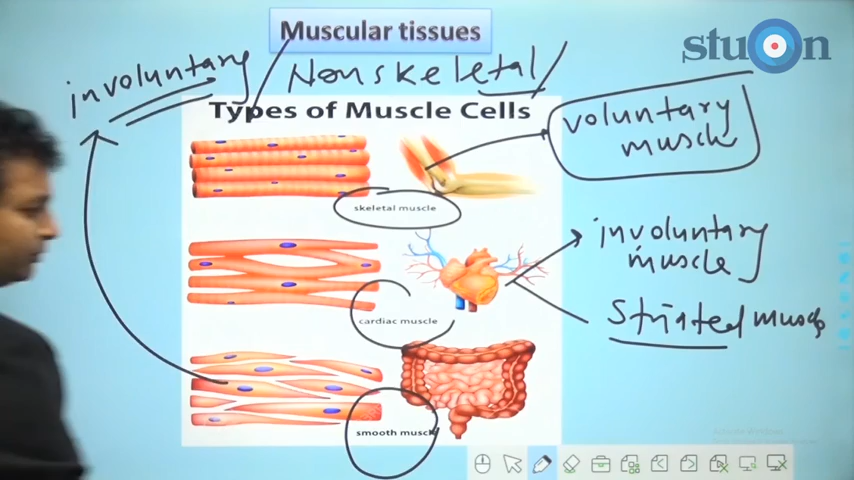 Muscular tissues
stuOn
involuntary
Nonskeletal/
Types of Muscle Cells
voluntary
muscle
skeletal muscle
involuntary
muscle
cardiac muscle
Striated muscle
smooth muscle